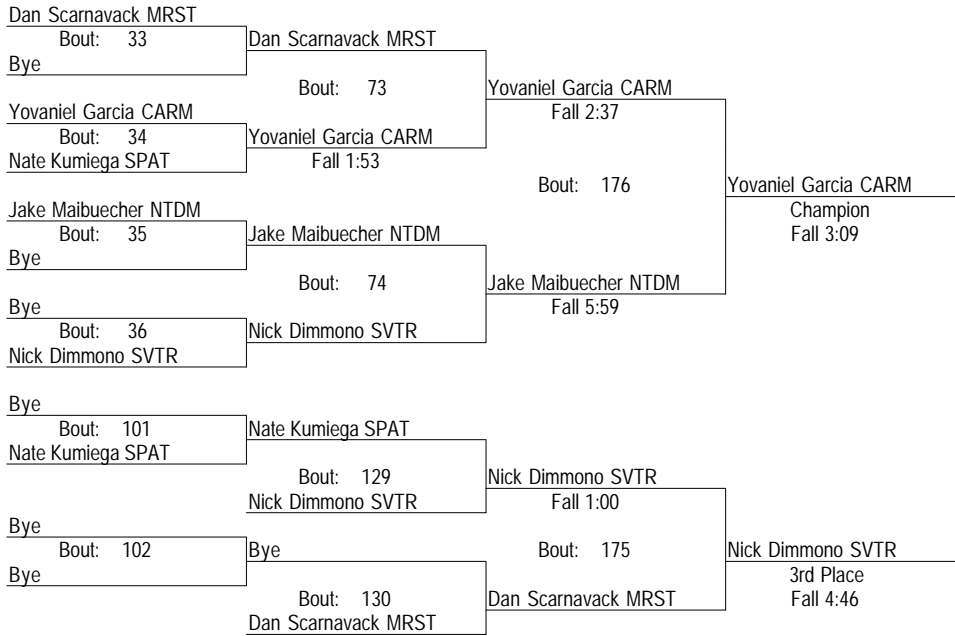 Dan Scarnavack MRST
Bout: 33
Dan Scarnavack MRST
Bye
Bout: 73
Yovaniel Garcia CARM
Yovaniel Garcia CARM
Fall 2:37
Bout: 34
Yovaniel Garcia CARM
Nate Kumiega SPAT
Fall 1:53
Bout: 176
Yovaniel Garcia CARM
Jake Maibuecher NTDM
Champion
Bout: 35
Jake Maibuecher NTDM
Fall 3:09
Bye
Bout: 74
Jake Maibuecher NTDM
Bye
Fall 5:59
Bout: 36
Nick Dimmono SVTR
Nick Dimmono SVTR
Bye
Bout: 101
Nate Kumiega SPAT
Nate Kumiega SPAT
Bout: 129
Nick Dimmono SVTR
Nick Dimmono SVTR
Fall 1:00
Bye
Bout: 102
Bye
Bout: 175
Nick Dimmono SVTR
Bye
3rd Place
Bout: 130
Dan Scarnavack MRST
Fall 4:46
Dan Scarnavack MRST